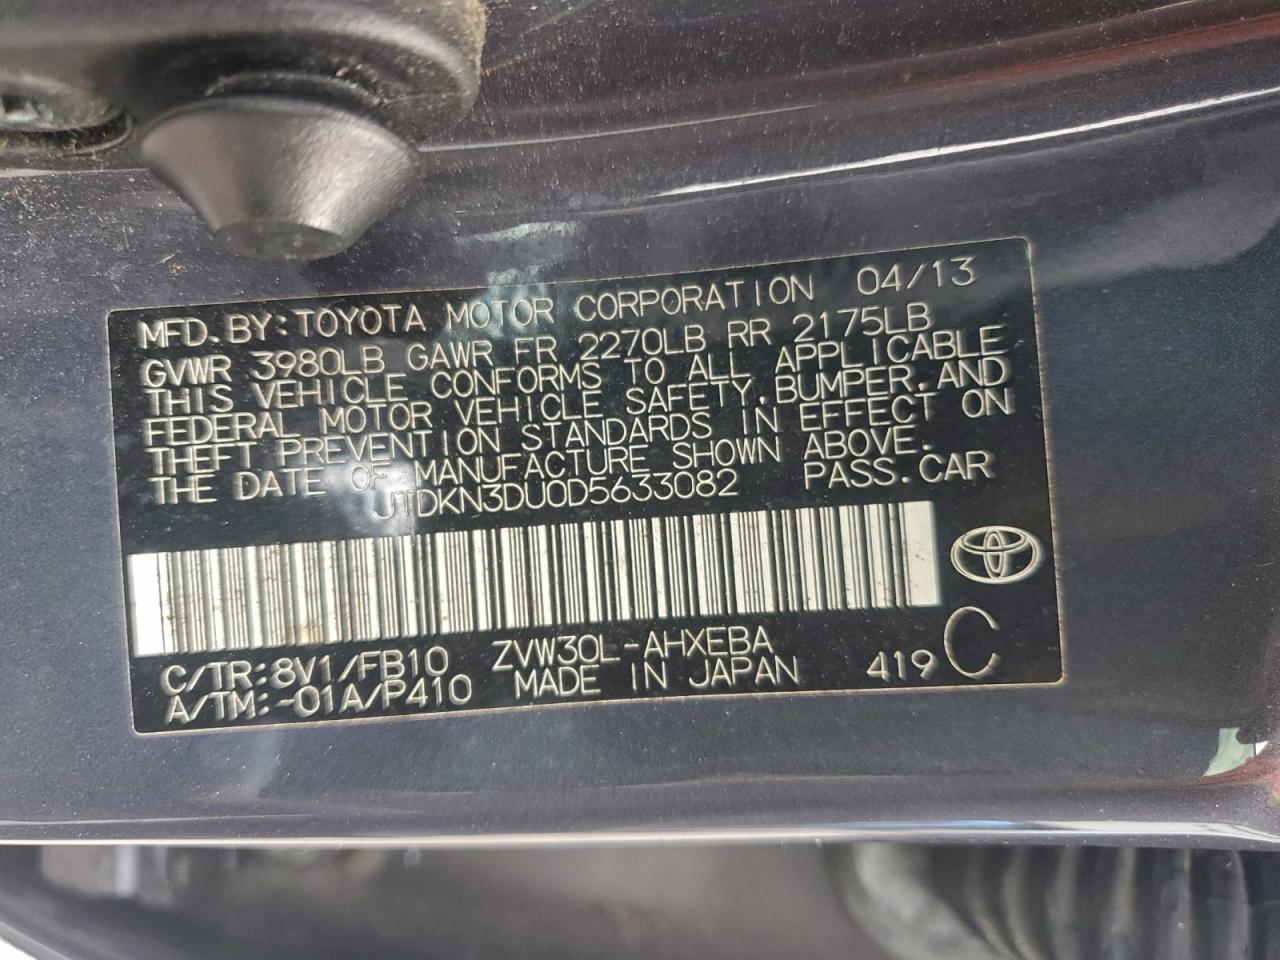 MFD.BY:TOYOTA MOTOR CORPORATION 04/13
GVWR 3980LB GAWR FR 2270LB RR 2175LB
THIS VEHICLE CONFORMS TO ALL APPLICABLE
FEDERAL MOTOR VEHICLE SAFETY.BUMPER.AND
THEFT PREVENTION STANDARDS IN EFFECT ON
THE DATE OF MANUFACTURE SHOWN ABOVE.
JTDKN3DU0D5633082 PASS.CAR
C/TR:8V1/FB10 ZVW30L-AHXEBA
A/TM:-01A/P410 MADE IN JAPAN 419 C